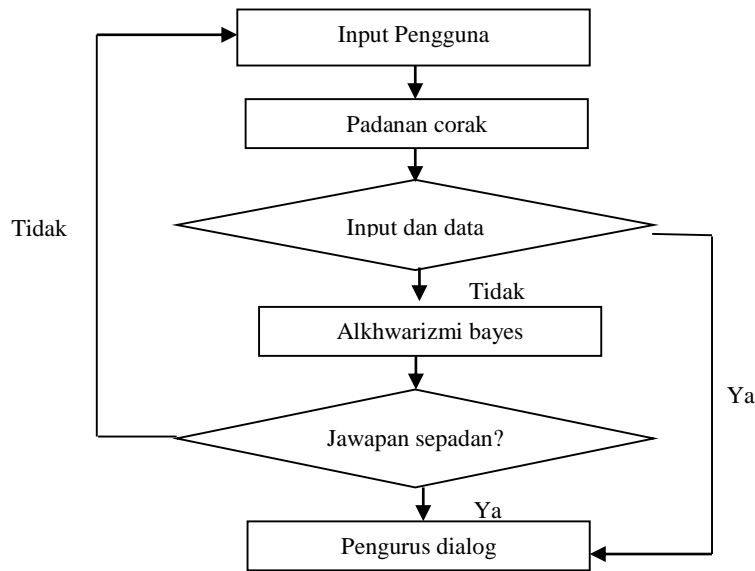 Input Pengguna
Padanan corak
Tidak
Input dan data
Tidak
Alkhwarizmi bayes
Ya
Jawapan sepadan?
Ya
Pengurus dialog